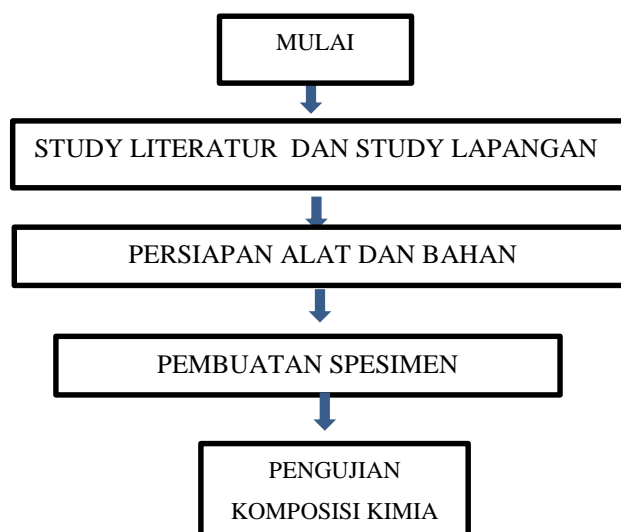 MULAI
STUDY LITERATUR DAN STUDY LAPANGAN
PERSIAPAN ALAT DAN BAHAN
PEMBUATAN SPESIMEN
PENGUJIAN
KOMPOSISI KIMIA